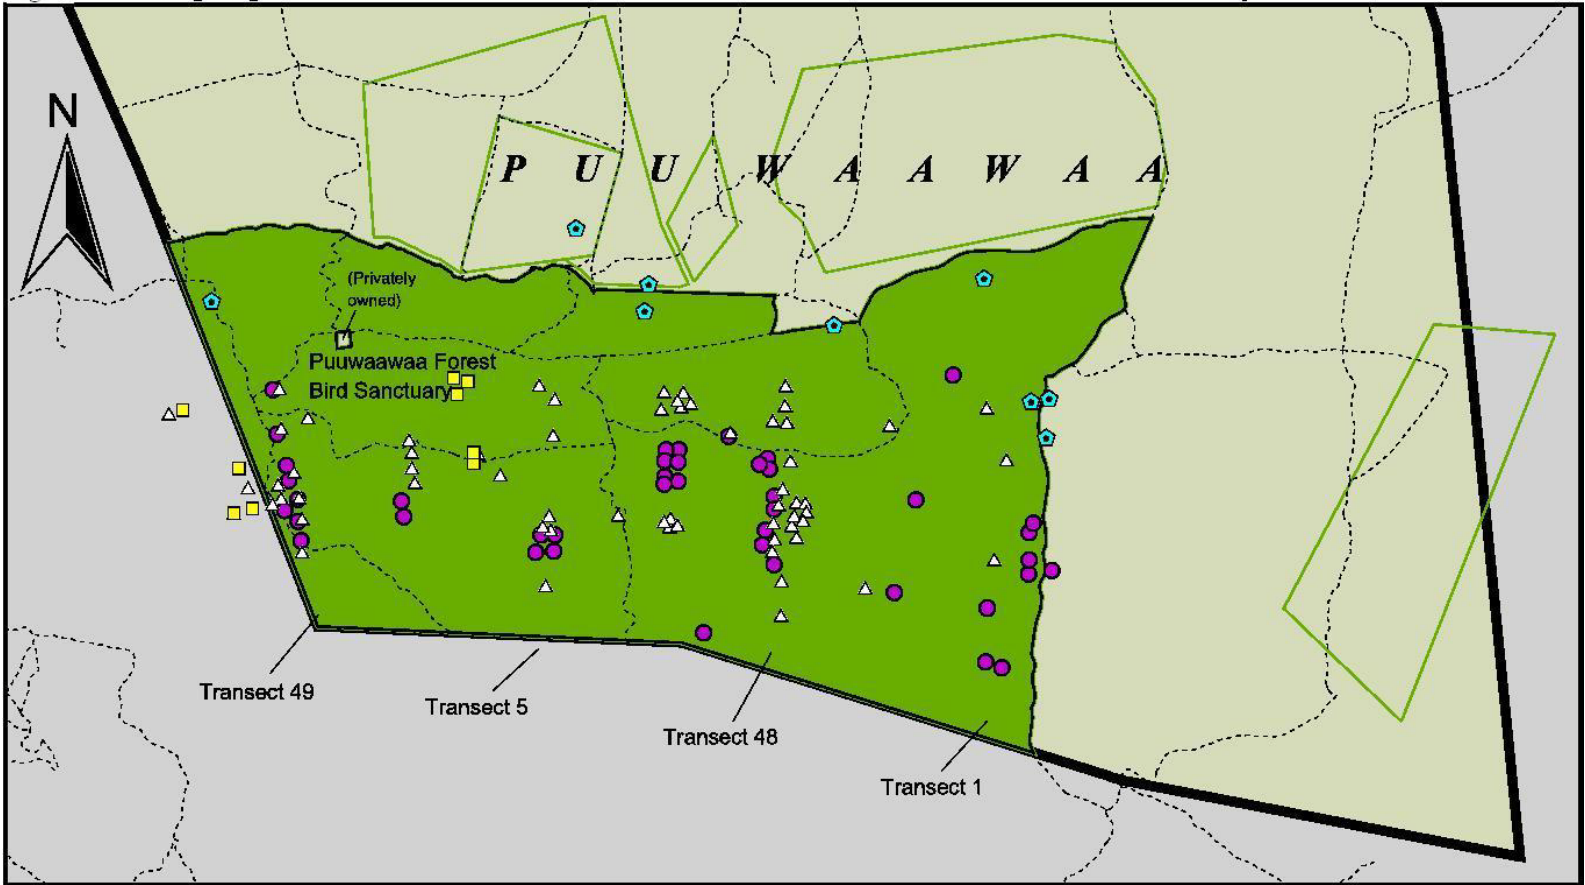 N
P U U W A A W A A
(Privately
owned)
Puuwaawaa Forest
Bird Sanctuary
Transect 49
Transect 5
Transect 48
Transect 1